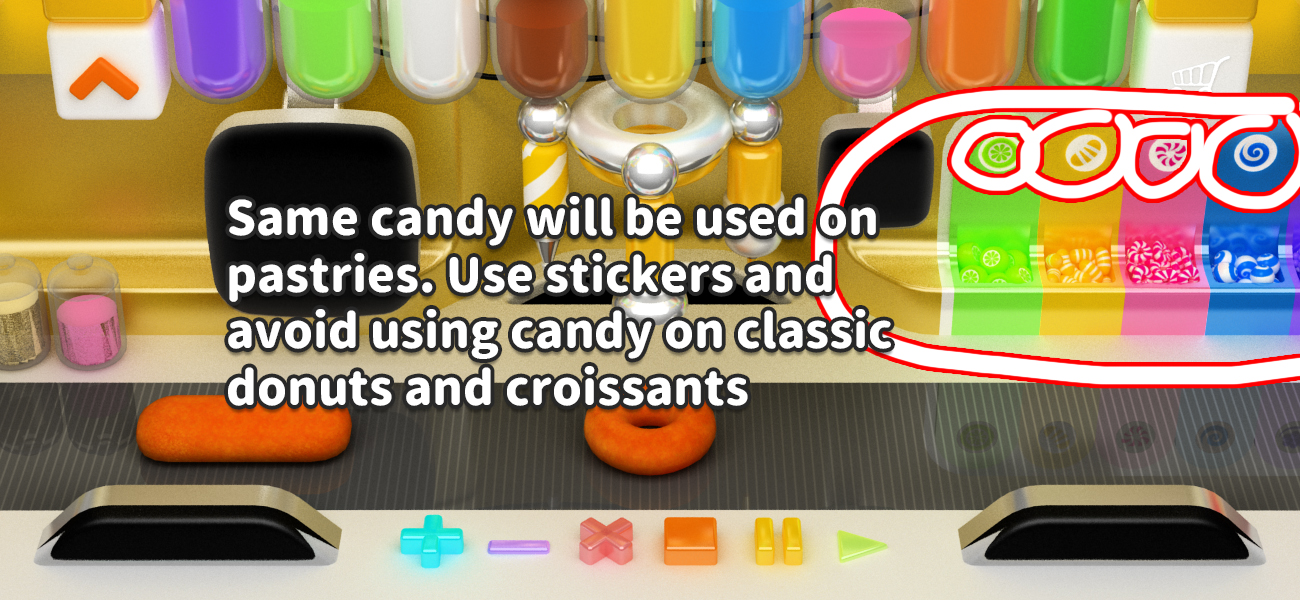 Same candy will be used on
pastries. Use stickers and
avoid using candy on classic
donuts and croissants